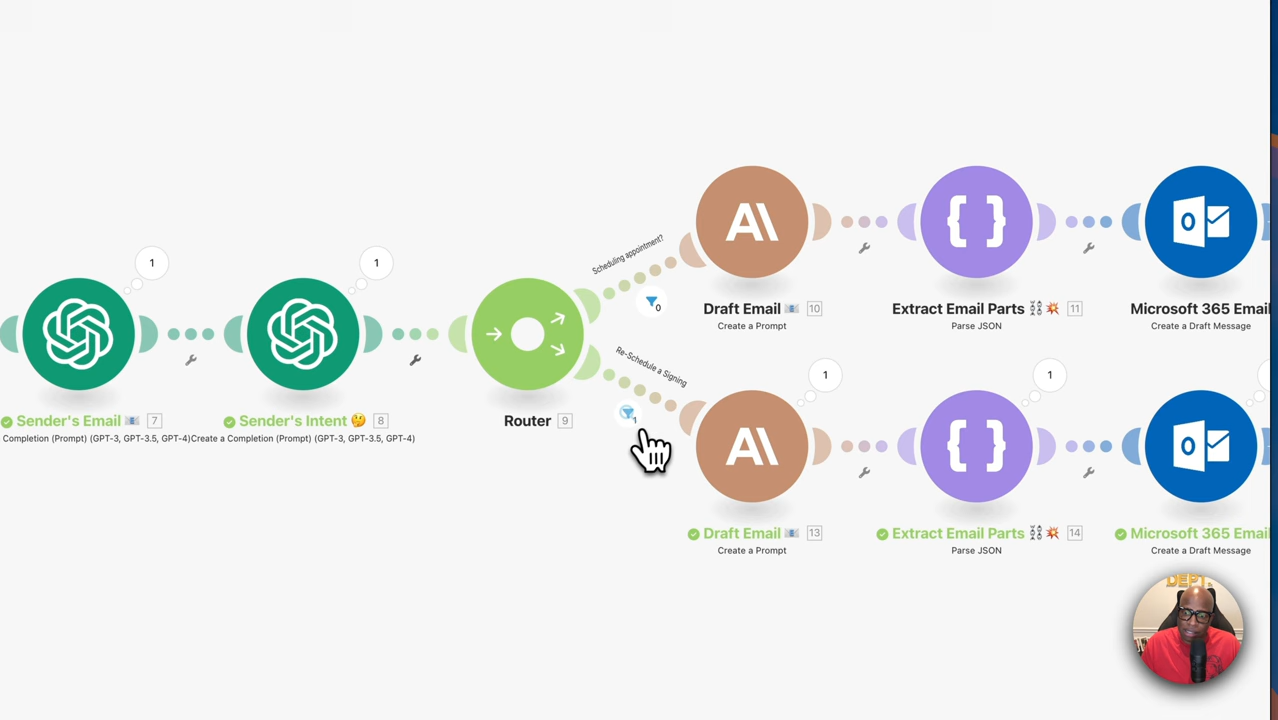 1
1
Sender's Email 7
Completion (Prompt) (GPT-3, GPT-3.5, GPT-4)
Sender's Intent 🤔 8
Create a Completion (Prompt) (GPT-3, GPT-3.5, GPT-4)
Router 9
Scheduling appointment?
0
Re-Schedule a Signing
1
Draft Email 📧 10
Create a Prompt
Extract Email Parts ⛓️💥 11
Parse JSON
Microsoft 365 Email
Create a Draft Message
1
1
Draft Email 📧 13
Create a Prompt
Extract Email Parts ⛓️💥 14
Parse JSON
Microsoft 365 Email
Create a Draft Message
DEPT.